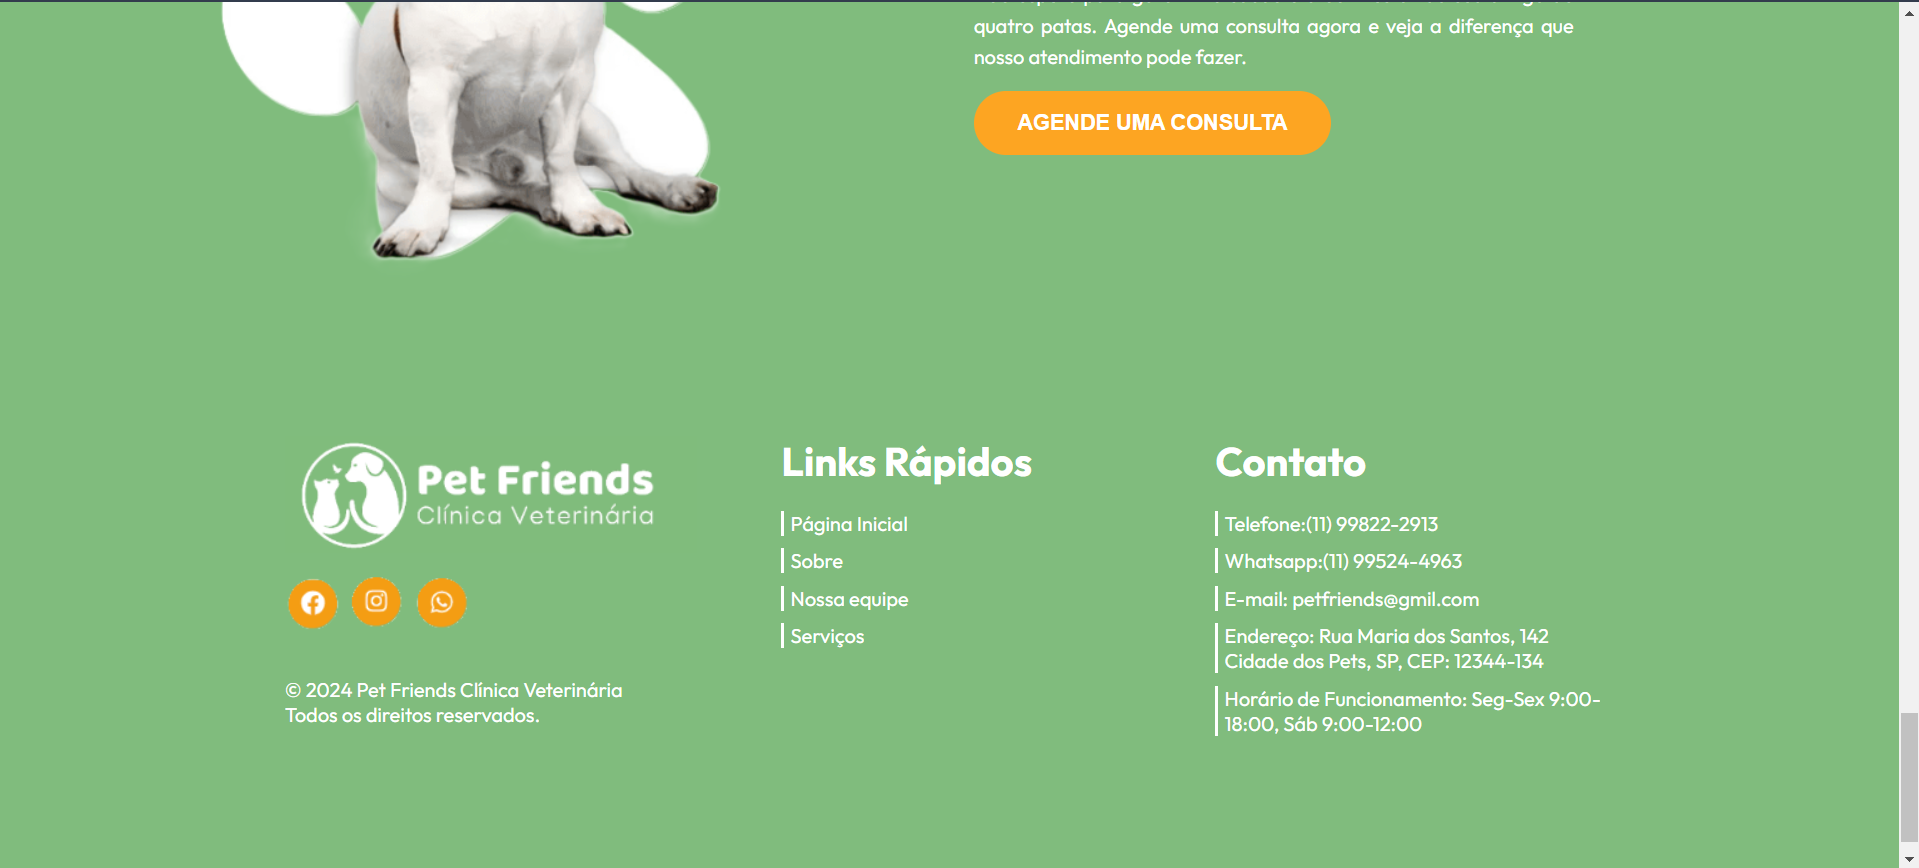 quatro patas. Agende uma consulta agora e veja a diferença que
nosso atendimento pode fazer.
AGENDE UMA CONSULTA
Pet Friends
Clínica Veterinária
© 2024 Pet Friends Clínica Veterinária
Todos os direitos reservados.
Links Rápidos
Página Inicial
Sobre
Nossa equipe
Serviços
Contato
Telefone:(11) 99822-2913
Whatsapp:(11) 99524-4963
E-mail: petfriends@gmil.com
Endereço: Rua Maria dos Santos, 142
Cidade dos Pets, SP, CEP: 12344-134
Horário de Funcionamento: Seg-Sex 9:00-
18:00, Sáb 9:00-12:00